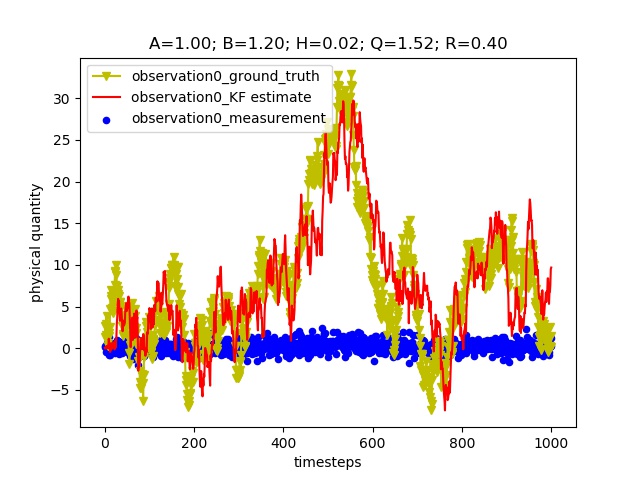 A=1.00; B=1.20; H=0.02; Q=1.52; R=0.40
observation0_ground_truth
observation0_KF estimate
observation0_measurement
physical quantity
30
25
20
15
10
5
0
−5
0 200 400 600 800 1000
timesteps